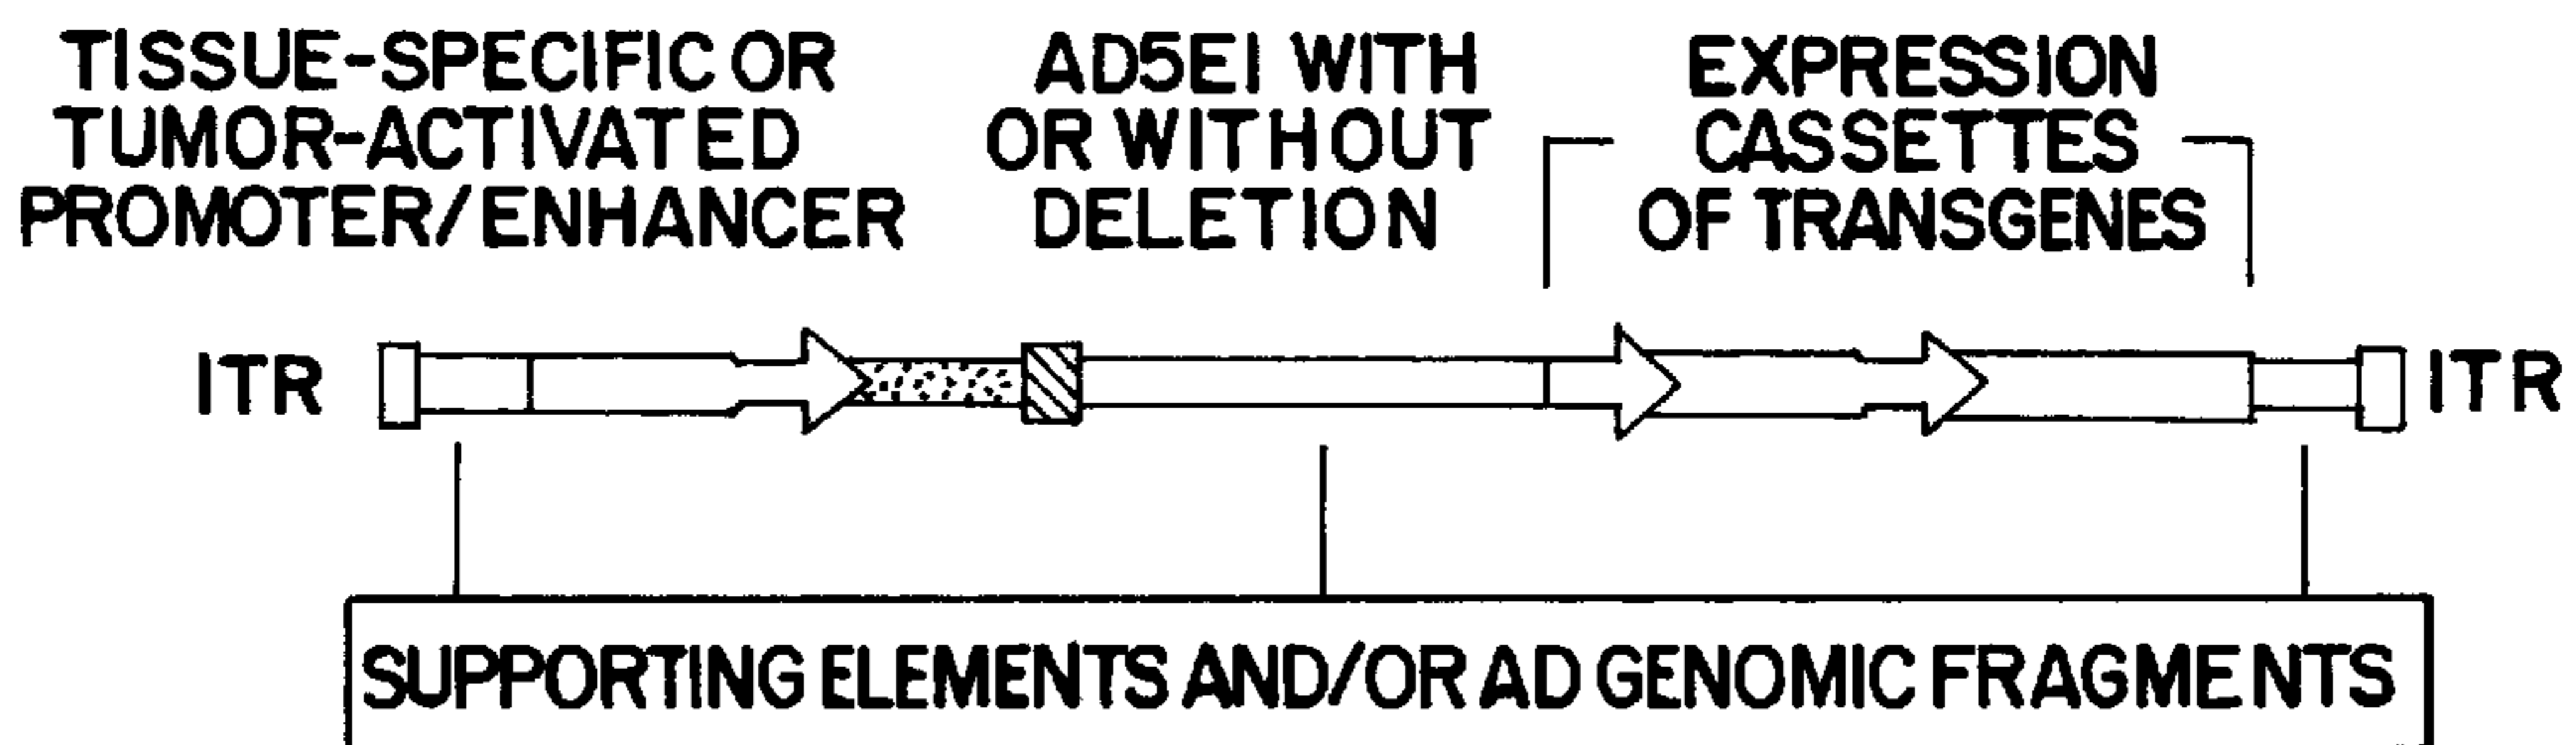 TISSUE-SPECIFIC OR
TUMOR-ACTIVATED
PROMOTER/ENHANCER
AD5E1 WITH
OR WITHOUT
DELETION
EXPRESSION
CASSETTES
OF TRANSGENES
ITR
ITR
SUPPORTING ELEMENTS AND/OR AD GENOMIC FRAGMENTS